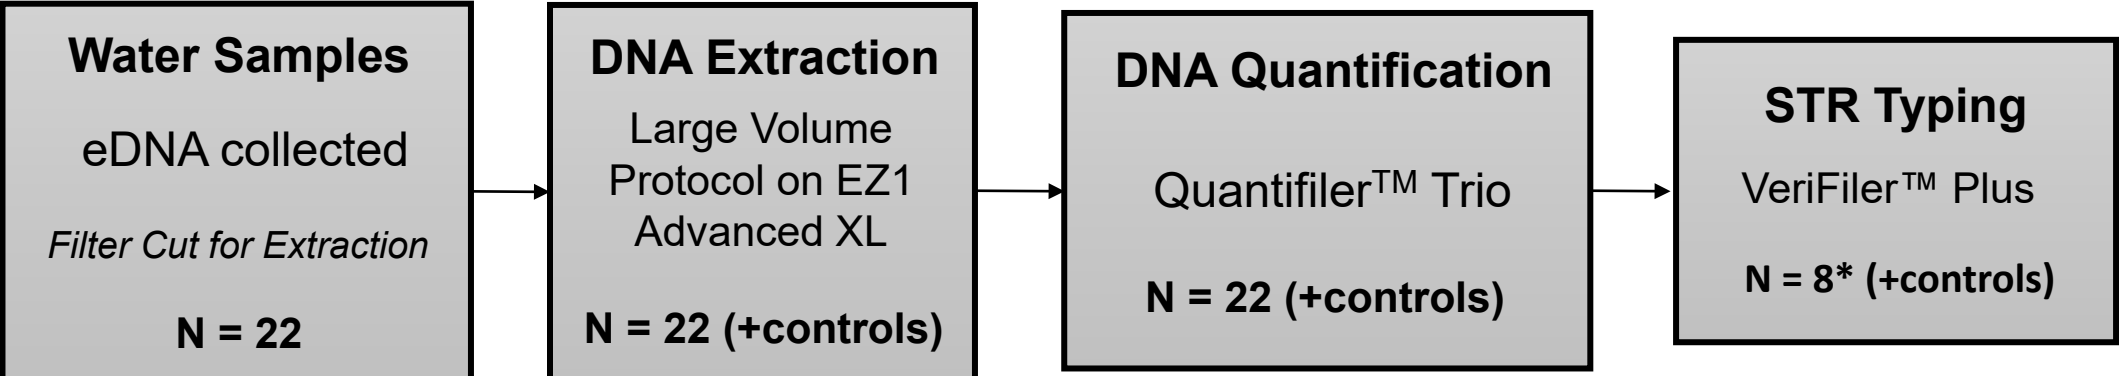 Water Samples
eDNA collected
Filter Cut for Extraction
N = 22
DNA Extraction
Large Volume
Protocol on EZ1
Advanced XL
N = 22 (+controls)
DNA Quantification
Quantifiler™ Trio
N = 22 (+controls)
STR Typing
VeriFiler™ Plus
N = 8* (+controls)